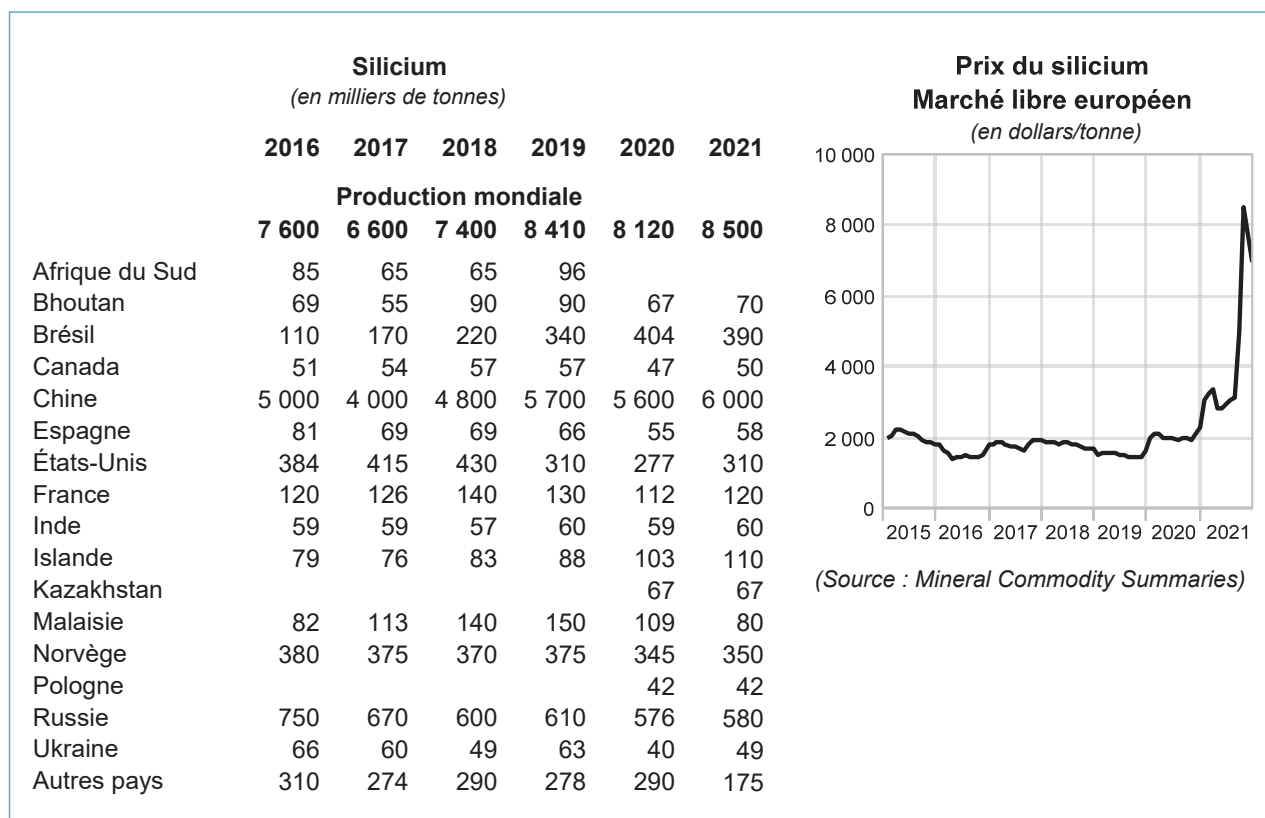 Silicium
(en milliers de tonnes)
2016 2017 2018 2019 2020 2021
Production mondiale
7 600 6 600 7 400 8 410 8 120 8 500
Afrique du Sud 85 65 65 96
Bhoutan 69 55 90 90 67 70
Brésil 110 170 220 340 404 390
Canada 51 54 57 57 47 50
Chine 5 000 4 000 4 800 5 700 5 600 6 000
Espagne 81 69 69 66 55 58
États-Unis 384 415 430 310 277 310
France 120 126 140 130 112 120
Inde 59 59 57 60 59 60
Islande 79 76 83 88 103 110
Kazakhstan 67 67
Malaisie 82 113 140 150 109 80
Norvège 380 375 370 375 345 350
Pologne 42 42
Russie 750 670 600 610 576 580
Ukraine 66 60 49 63 40 49
Autres pays 310 274 290 278 290 175
Prix du silicium
Marché libre européen
(en dollars/tonne)
10 000
8 000
6 000
4 000
2 000
0
2015 2016 2017 2018 2019 2020 2021
(Source : Mineral Commodity Summaries)